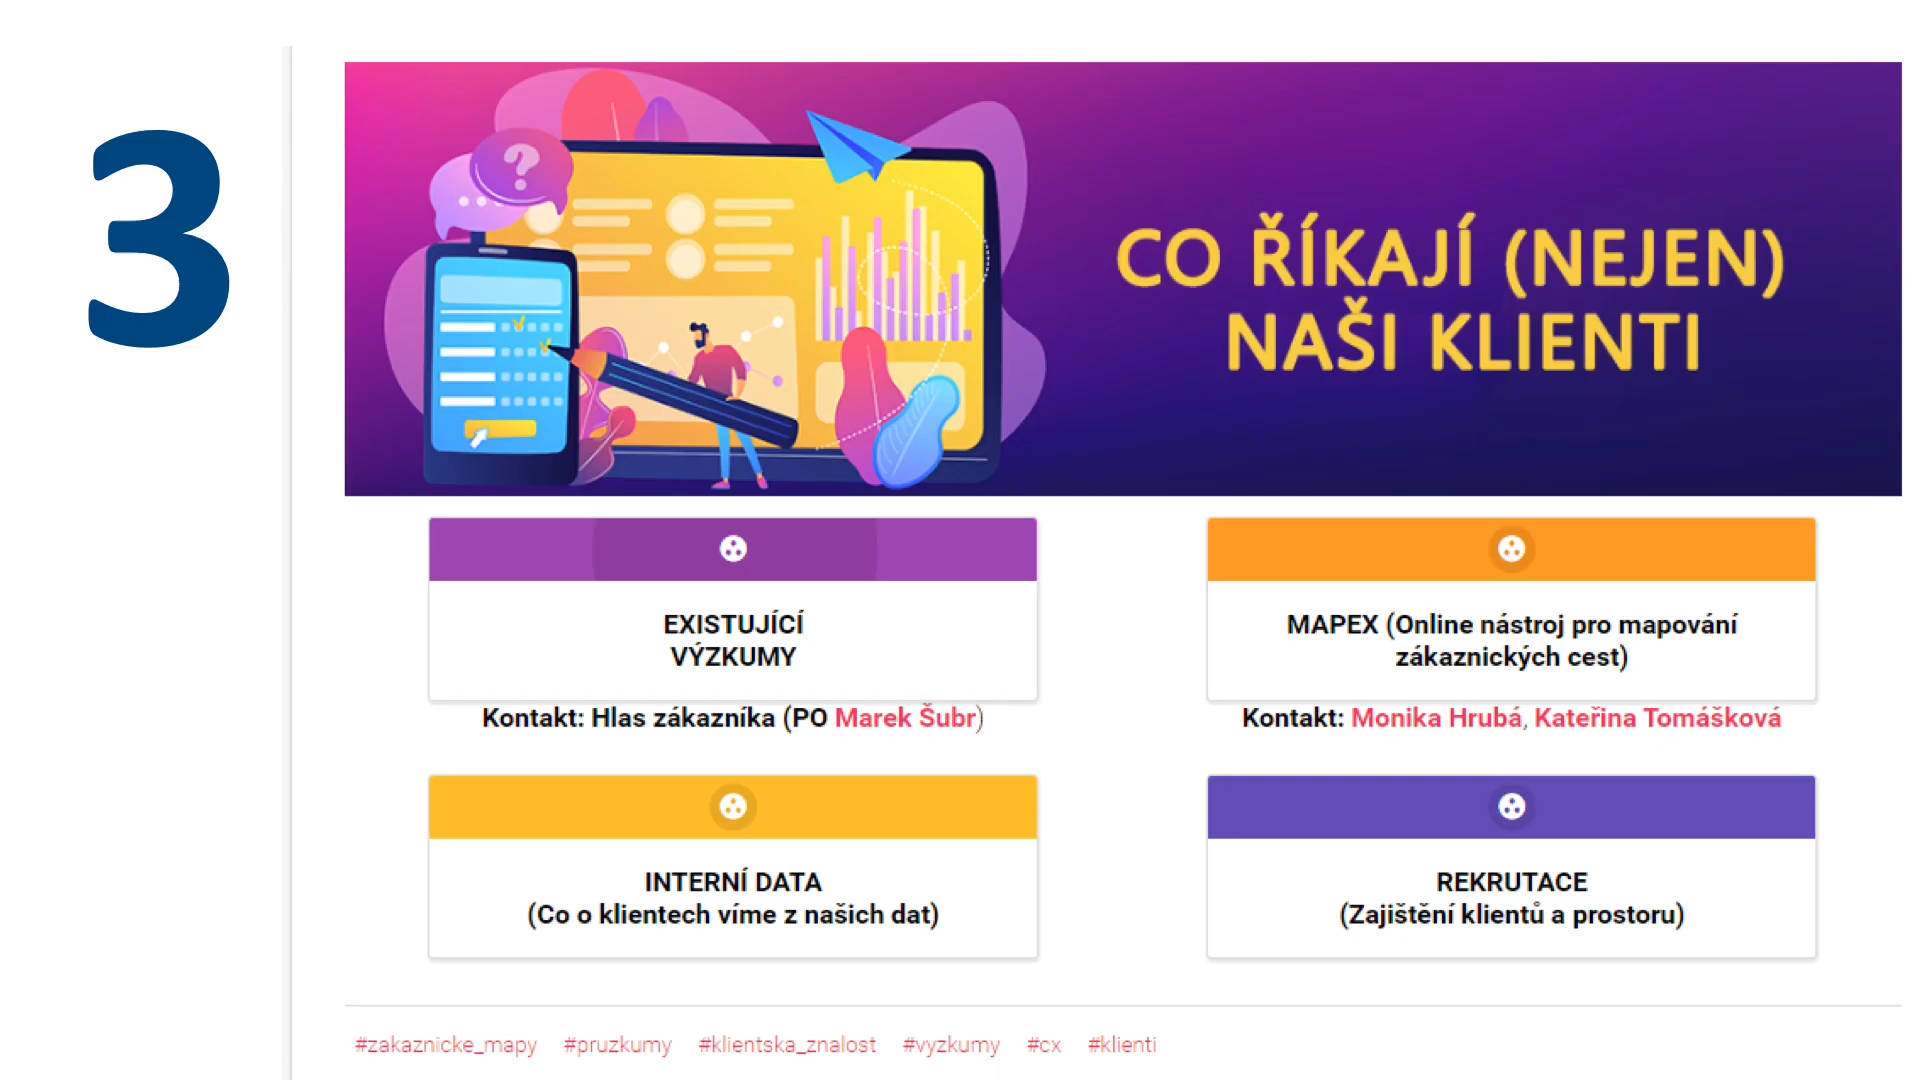 3
CO ŘÍKAJÍ (NEJEN)
NAŠI KLIENTI
EXISTUJÍCÍ
VÝZKUMY
Kontakt: Hlas zákazníka (PO Marek Šubr)
MAPEX (Online nástroj pro mapování
zákaznických cest)
Kontakt: Monika Hrubá, Kateřina Tomášková
INTERNÍ DATA
(Co o klientech víme z našich dat)
REKRUTACE
(Zajištění klientů a prostoru)
#zakaznicke_mapy #pruzkumy #klientska_znalost #vyzkumy #cx #klienti